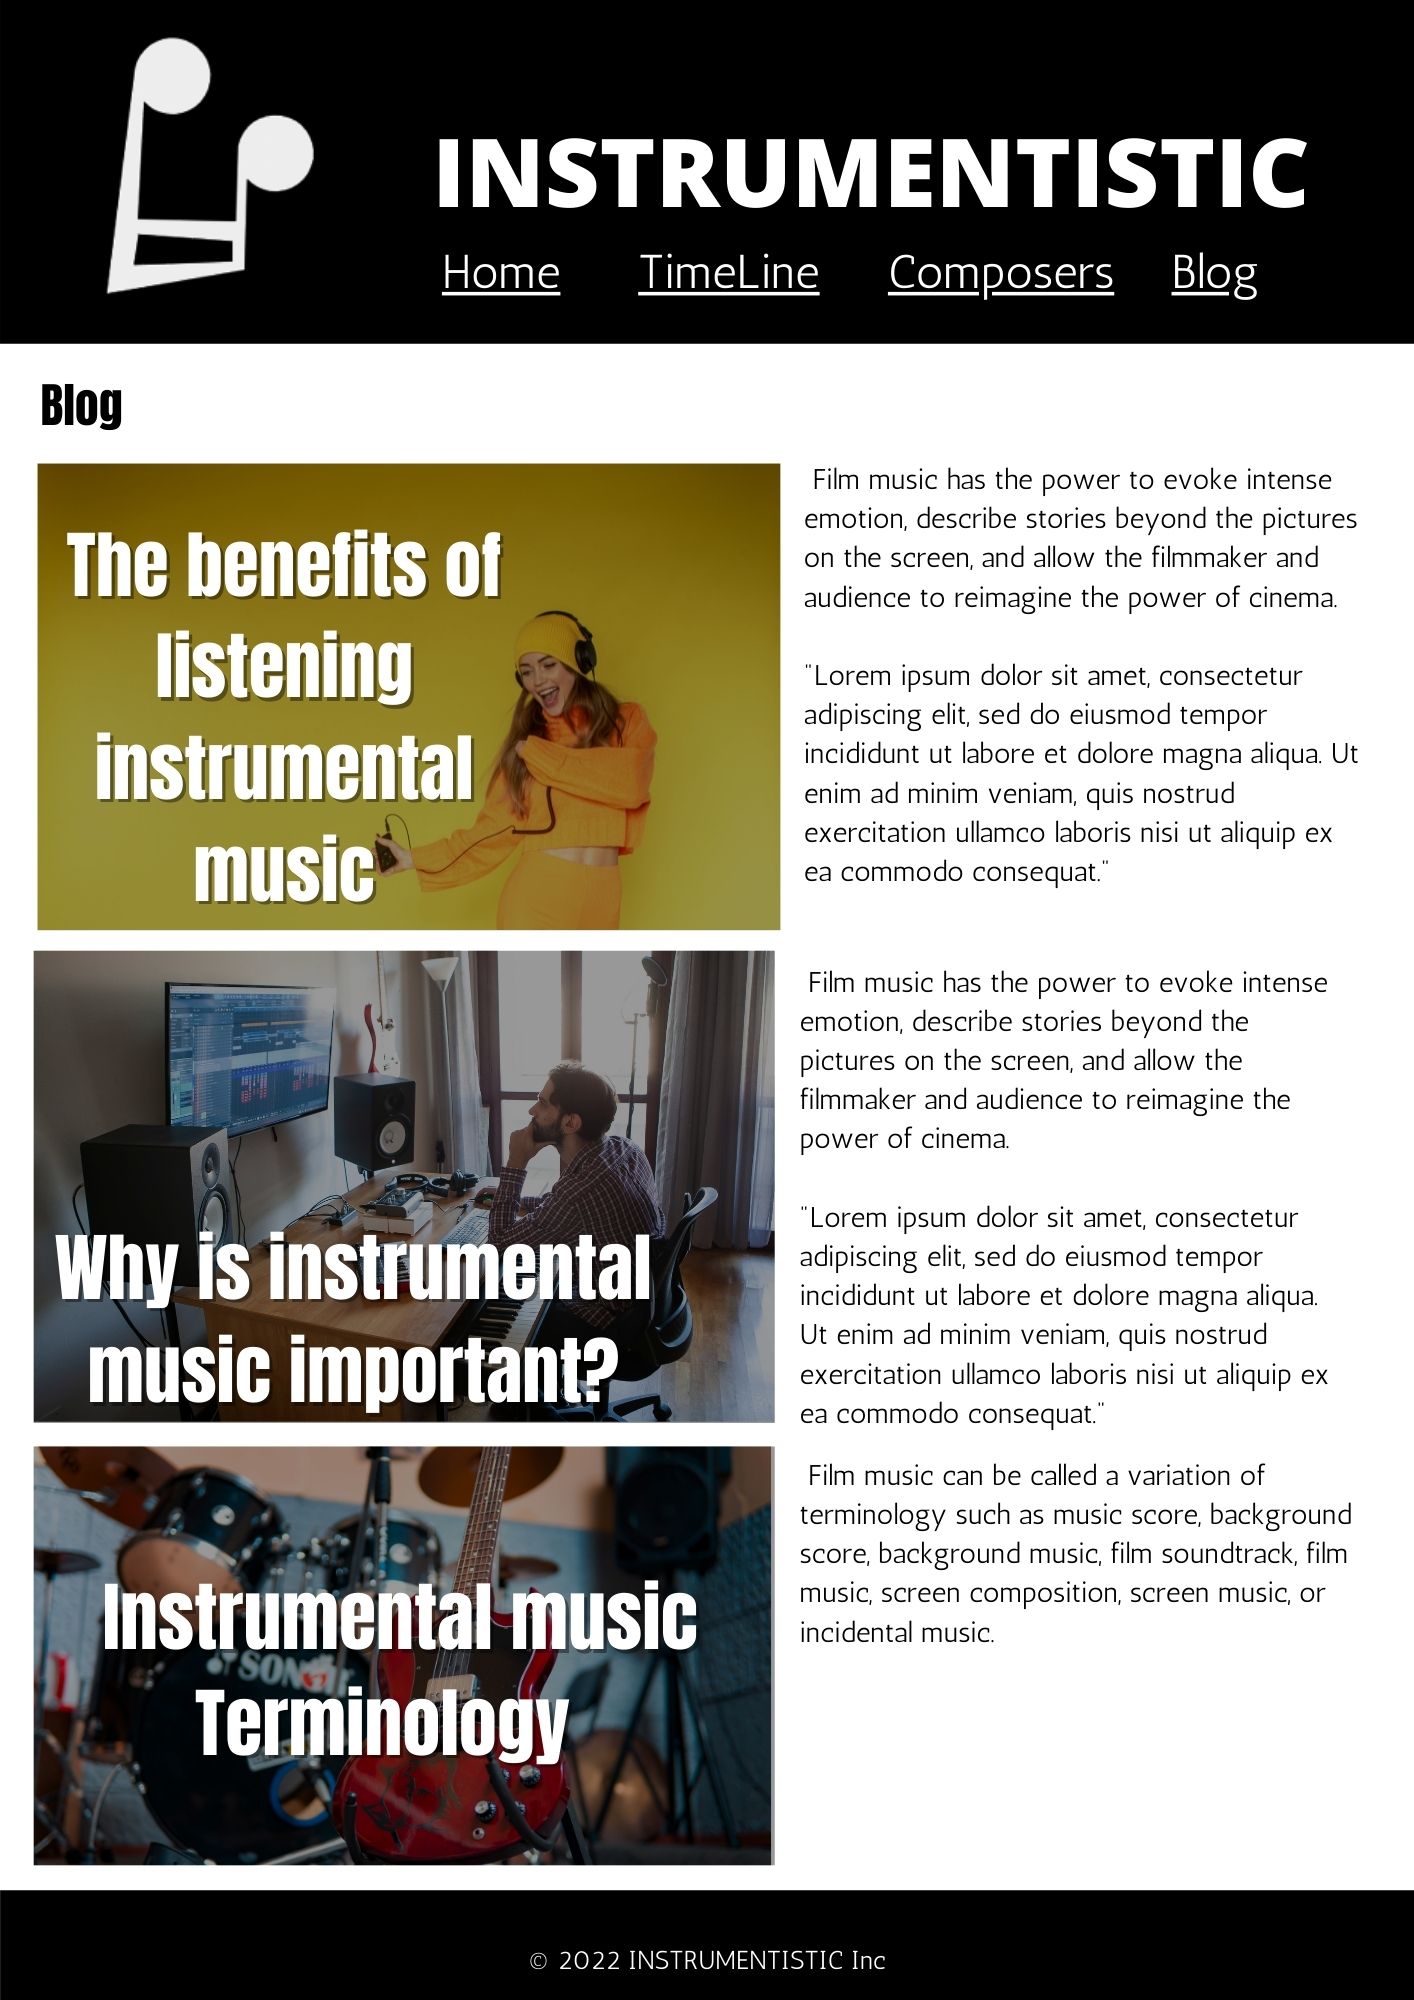 INSTRUMENTISTIC
Home TimeLine Composers Blog
Blog
The benefits of
listening
instrumental
music
Film music has the power to evoke intense
emotion, describe stories beyond the pictures
on the screen, and allow the filmmaker and
audience to reimagine the power of cinema.
"Lorem ipsum dolor sit amet, consectetur
adipiscing elit, sed do eiusmod tempor
incididunt ut labore et dolore magna aliqua. Ut
enim ad minim veniam, quis nostrud
exercitation ullamco laboris nisi ut aliquip ex
ea commodo consequat."
Why is instrumental
music important?
Film music has the power to evoke intense
emotion, describe stories beyond the
pictures on the screen, and allow the
filmmaker and audience to reimagine the
power of cinema.
"Lorem ipsum dolor sit amet, consectetur
adipiscing elit, sed do eiusmod tempor
incididunt ut labore et dolore magna aliqua.
Ut enim ad minim veniam, quis nostrud
exercitation ullamco laboris nisi ut aliquip ex
ea commodo consequat."
Instrumental music
Terminology
Film music can be called a variation of
terminology such as music score, background
score, background music, film soundtrack, film
music, screen composition, screen music, or
incidental music.
© 2022 INSTRUMENTISTIC Inc